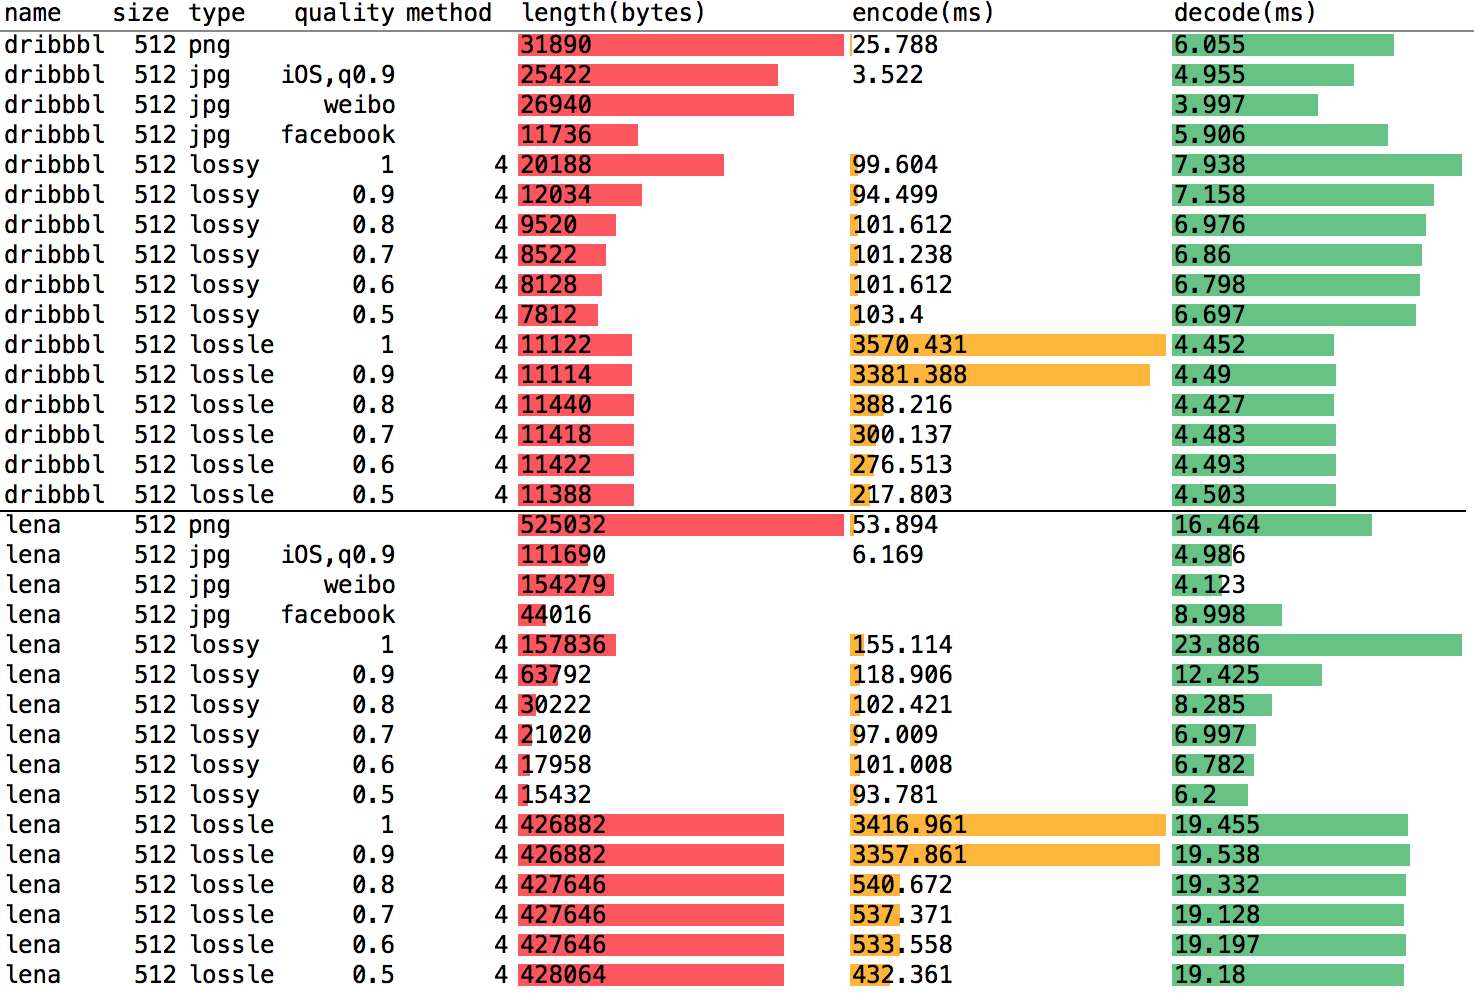 name size type quality method length(bytes) encode(ms) decode(ms)
dribbbl 512 png 31890 25.788 6.055
dribbbl 512 jpg iOS,q0.9 25422 3.522 4.955
dribbbl 512 jpg weibo 26940 3.997
dribbbl 512 jpg facebook 11736 5.906
dribbbl 512 lossy 1 4 20188 99.604 7.938
dribbbl 512 lossy 0.9 4 12034 94.499 7.158
dribbbl 512 lossy 0.8 4 9520 101.612 6.976
dribbbl 512 lossy 0.7 4 8522 101.238 6.86
dribbbl 512 lossy 0.6 4 8128 101.612 6.798
dribbbl 512 lossy 0.5 4 7812 103.4 6.697
dribbbl 512 lossle 1 4 11122 3570.431 4.452
dribbbl 512 lossle 0.9 4 11114 3381.388 4.49
dribbbl 512 lossle 0.8 4 11440 388.216 4.427
dribbbl 512 lossle 0.7 4 11418 300.137 4.483
dribbbl 512 lossle 0.6 4 11422 276.513 4.493
dribbbl 512 lossle 0.5 4 11388 217.803 4.503
lena 512 png 525032 53.894 16.464
lena 512 jpg iOS,q0.9 111690 6.169 4.986
lena 512 jpg weibo 154279 4.123
lena 512 jpg facebook 44016 8.998
lena 512 lossy 1 4 157836 155.114 23.886
lena 512 lossy 0.9 4 63792 118.906 12.425
lena 512 lossy 0.8 4 30222 102.421 8.285
lena 512 lossy 0.7 4 21020 97.009 6.997
lena 512 lossy 0.6 4 17958 101.008 6.782
lena 512 lossy 0.5 4 15432 93.781 6.2
lena 512 lossle 1 4 426882 3416.961 19.455
lena 512 lossle 0.9 4 426882 3357.861 19.538
lena 512 lossle 0.8 4 427646 540.672 19.332
lena 512 lossle 0.7 4 427646 537.371 19.128
lena 512 lossle 0.6 4 427646 533.558 19.197
lena 512 lossle 0.5 4 428064 432.361 19.18